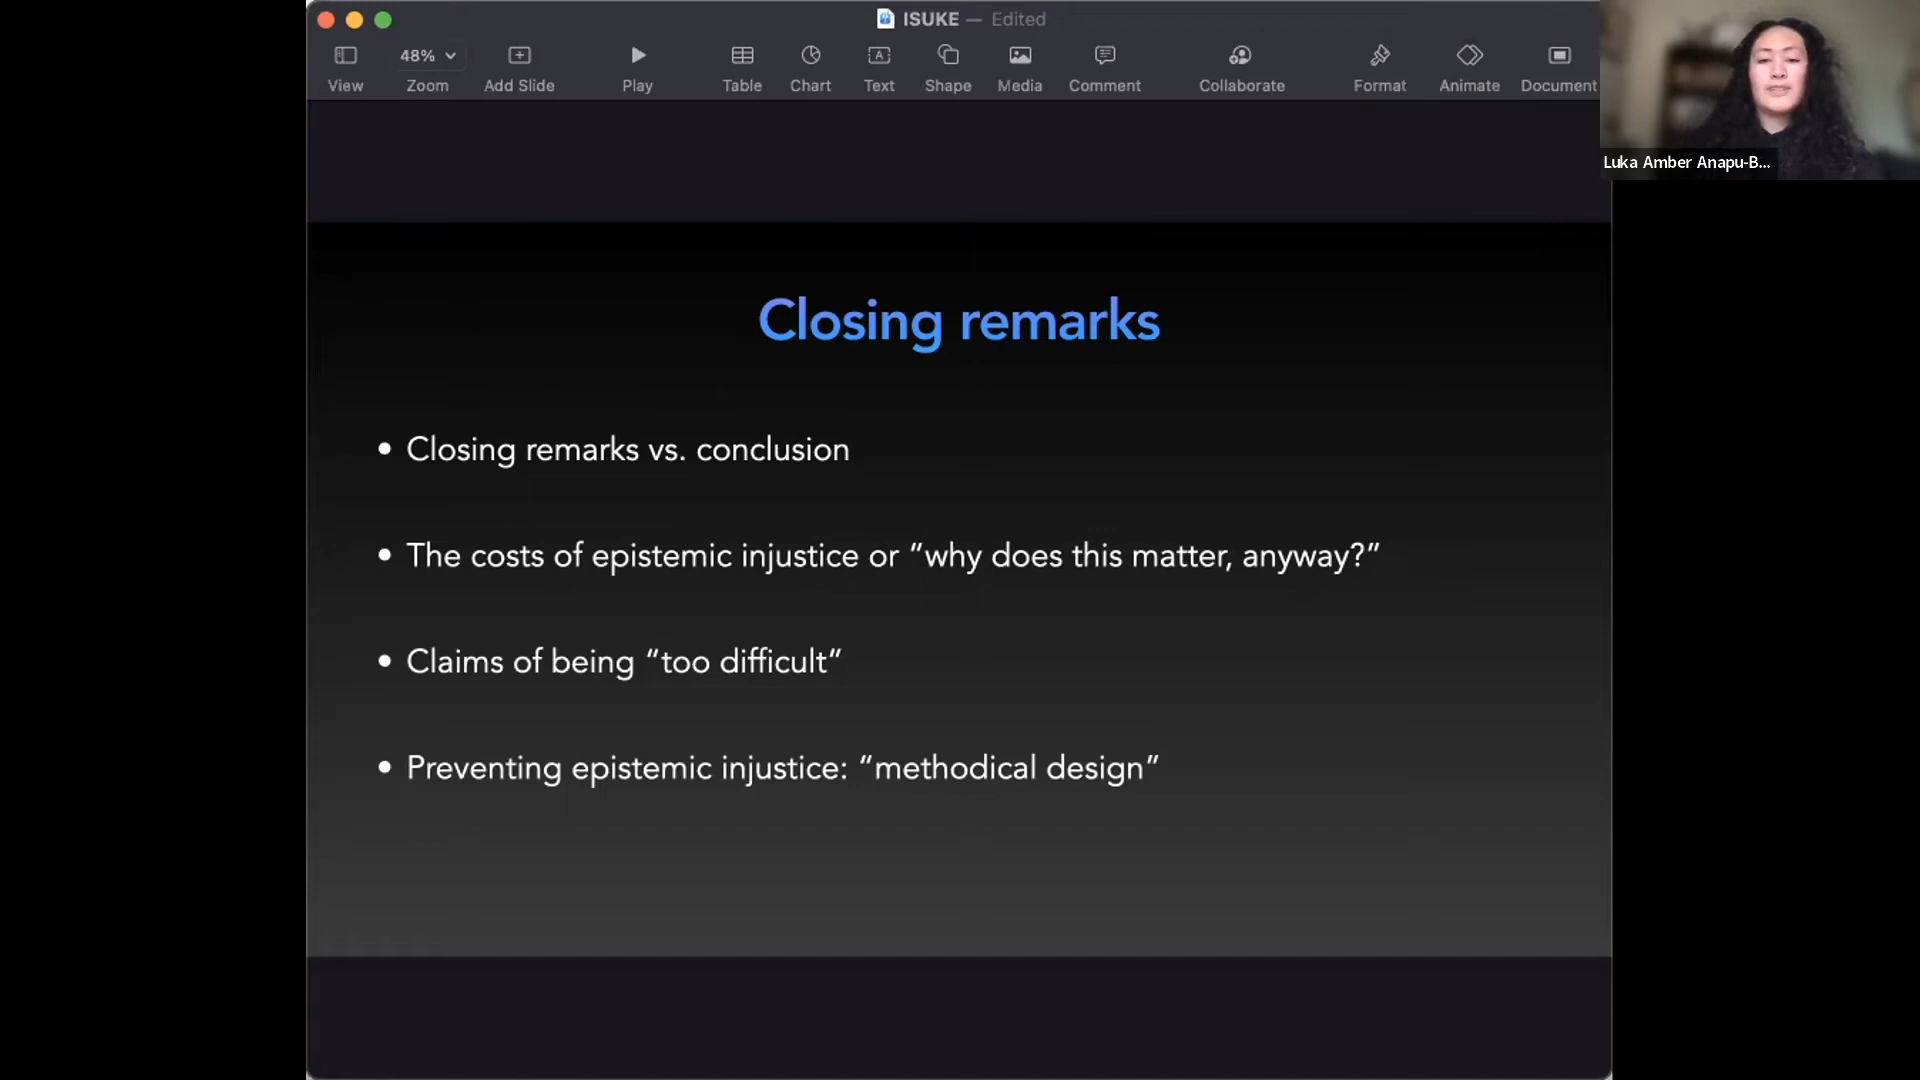 ISUKE — Edited
48%
View Zoom Add Slide Play Table Chart Text Shape Media Comment Collaborate Format Animate Document
Luka Amber Anapu-B...
Closing remarks
• Closing remarks vs. conclusion
• The costs of epistemic injustice or “why does this matter, anyway?”
• Claims of being “too difficult”
• Preventing epistemic injustice: “methodical design”